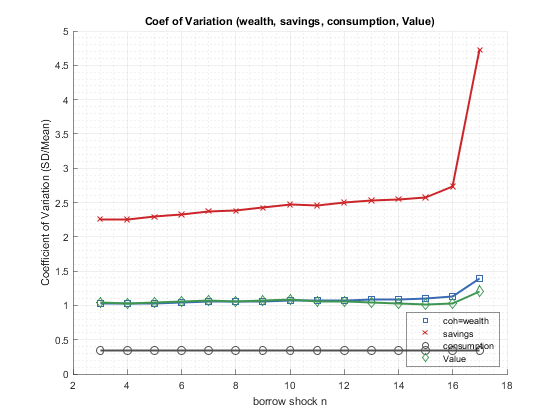 Coef of Variation (wealth, savings, consumption, Value)
Coefficient of Variation (SD/Mean)
5
4.5
4
3.5
3
2.5
2
1.5
1
0.5
0
2
4
6
8
10
12
14
16
18
borrow shock n
coh=wealth
savings
consumption
Value